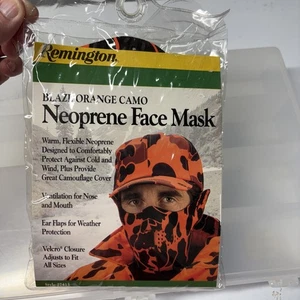 Remington
BLAZE ORANGE CAMO
Neoprene Face Mask
Warm, Flexible Neoprene
Designed to Comfortably
Protect Against Cold and
Wind, Plus Provide
Great Camouflage Cover
Ventilation for Nose
and Mouth
Ear Flaps for Weather
Protection
Velcro® Closure
Adjusts to Fit
All Sizes